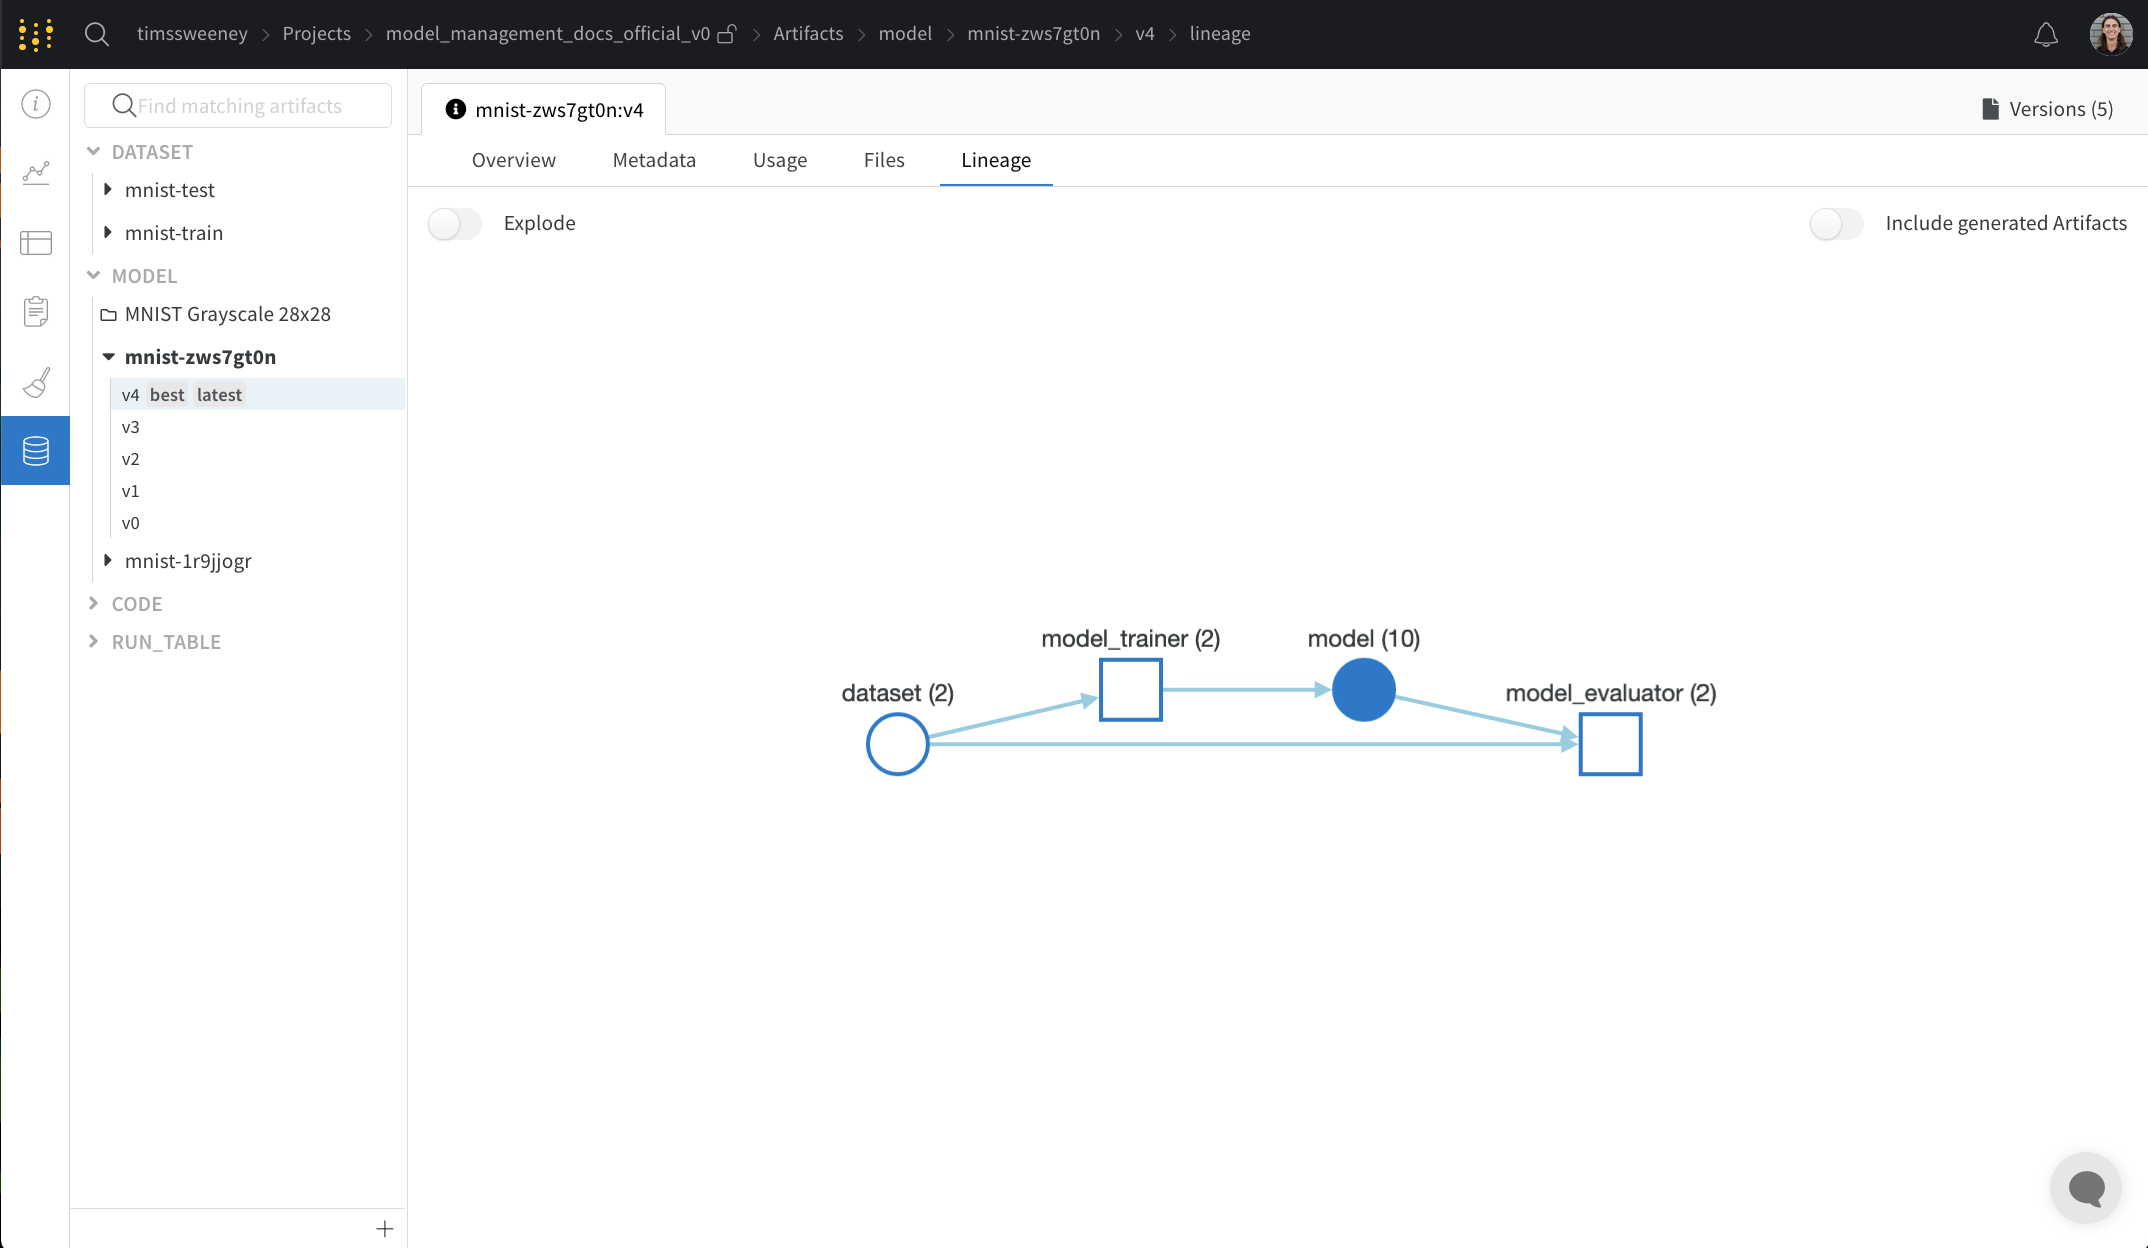 timssweeney > Projects > model_management_docs_official_v0 > Artifacts > model > mnist-zws7gt0n > v4 > lineage
Find matching artifacts
DATASET
mnist-test
mnist-train
MODEL
MNIST Grayscale 28x28
mnist-zws7gt0n
v4 best latest
v3
v2
v1
v0
mnist-1r9jjogr
CODE
RUN_TABLE
mnist-zws7gt0n:v4
Versions (5)
Overview Metadata Usage Files Lineage
Explode
Include generated Artifacts
model_trainer (2)
model (10)
dataset (2)
model_evaluator (2)